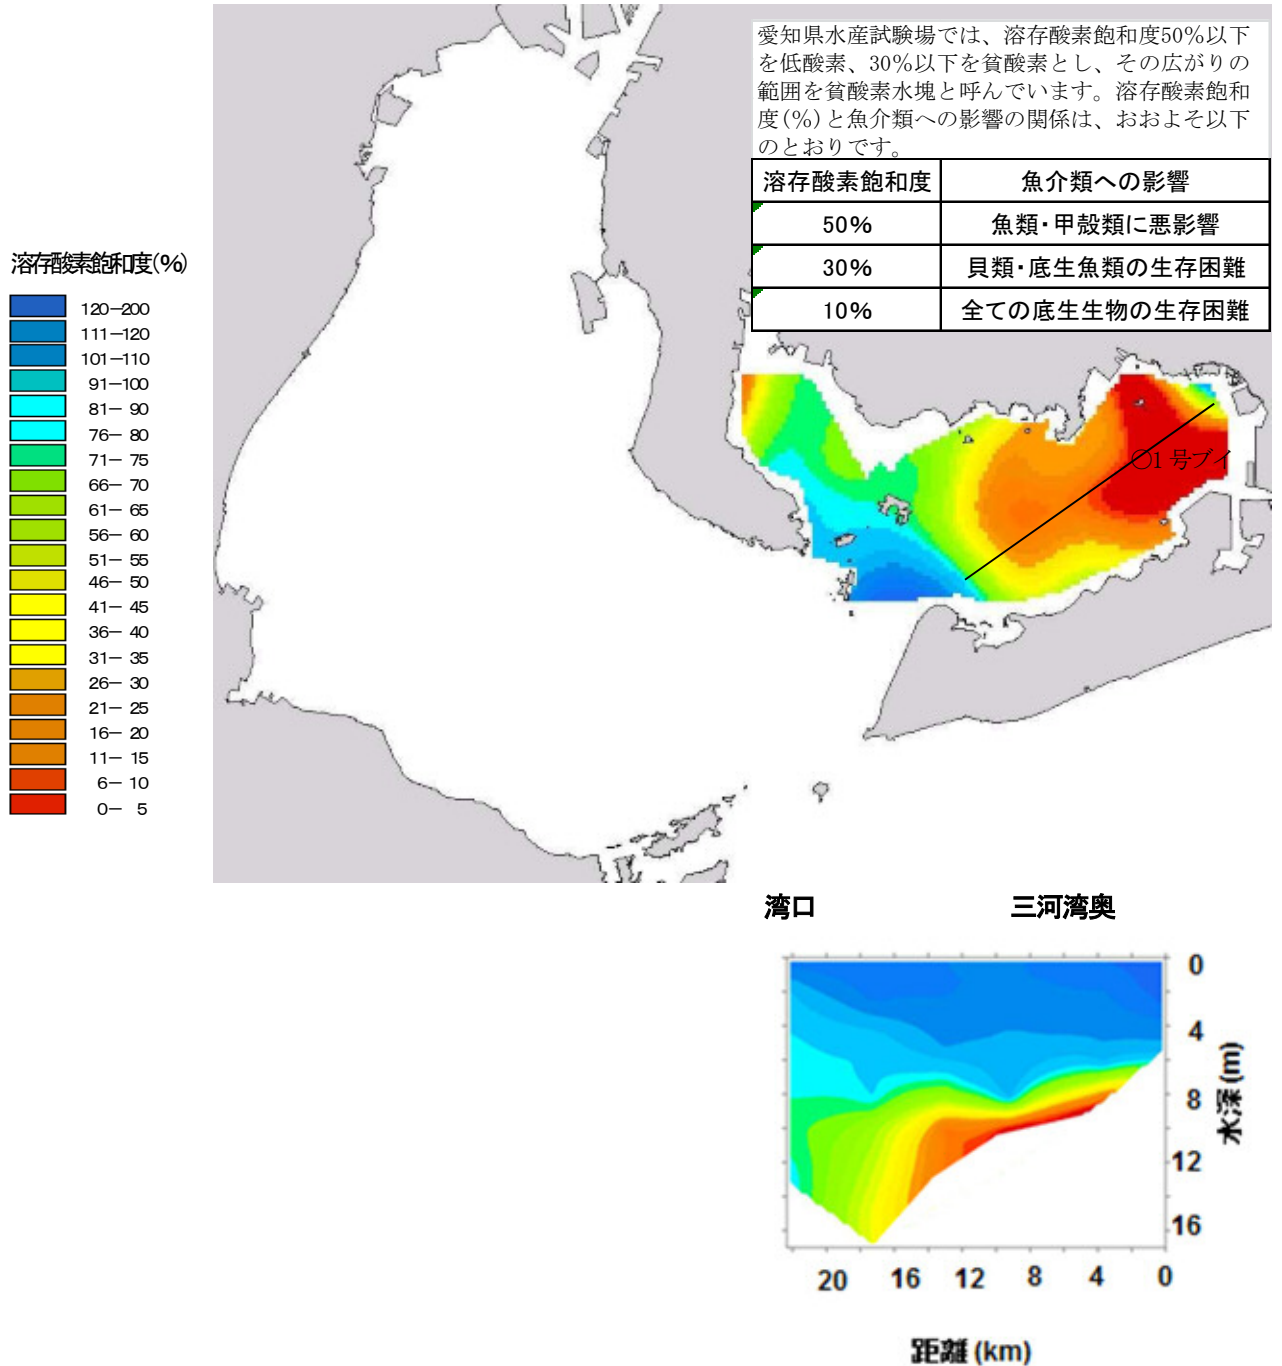 愛知県水産試験場では、溶存酸素飽和度50%以下
を低酸素、30%以下を貧酸素とし、その広がりの
範囲を貧酸素水塊と呼んでいます。溶存酸素飽和
度(%)と魚介類への影響の関係は、おおよそ以下
のとおりです。
溶存酸素飽和度 魚介類への影響
50% 魚類・甲殻類に悪影響
30% 貝類・底生魚類の生存困難
10% 全ての底生生物の生存困難
溶存酸素飽和度(%)
120-200
111-120
101-110
91-100
81- 90
76- 80
71- 75
66- 70
61- 65
56- 60
51- 55
46- 50
41- 45
36- 40
31- 35
26- 30
21- 25
16- 20
11- 15
6- 10
0- 5
○1号ブイ
湾口 三河湾奥
0
4
8
12
16
水深(m)
20 16 12 8 4 0
距離(km)